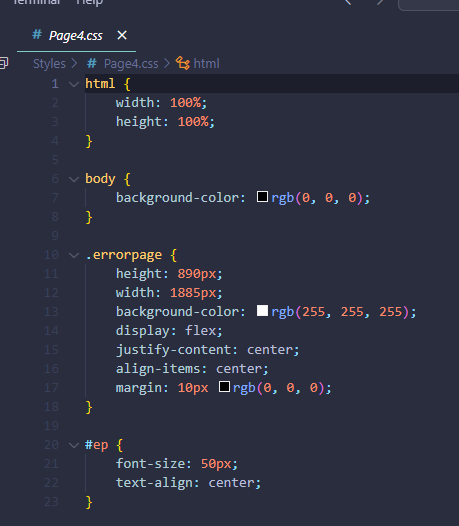 Terminal Help
# Page4.css ×
Styles > # Page4.css > html
1 html {
2     width: 100%;
3     height: 100%;
4 }
5
6 body {
7     background-color: rgb(0, 0, 0);
8 }
9
10 .errorpage {
11     height: 890px;
12     width: 1885px;
13     background-color: rgb(255, 255, 255);
14     display: flex;
15     justify-content: center;
16     align-items: center;
17     margin: 10px rgb(0, 0, 0);
18 }
19
20 #ep {
21     font-size: 50px;
22     text-align: center;
23 }